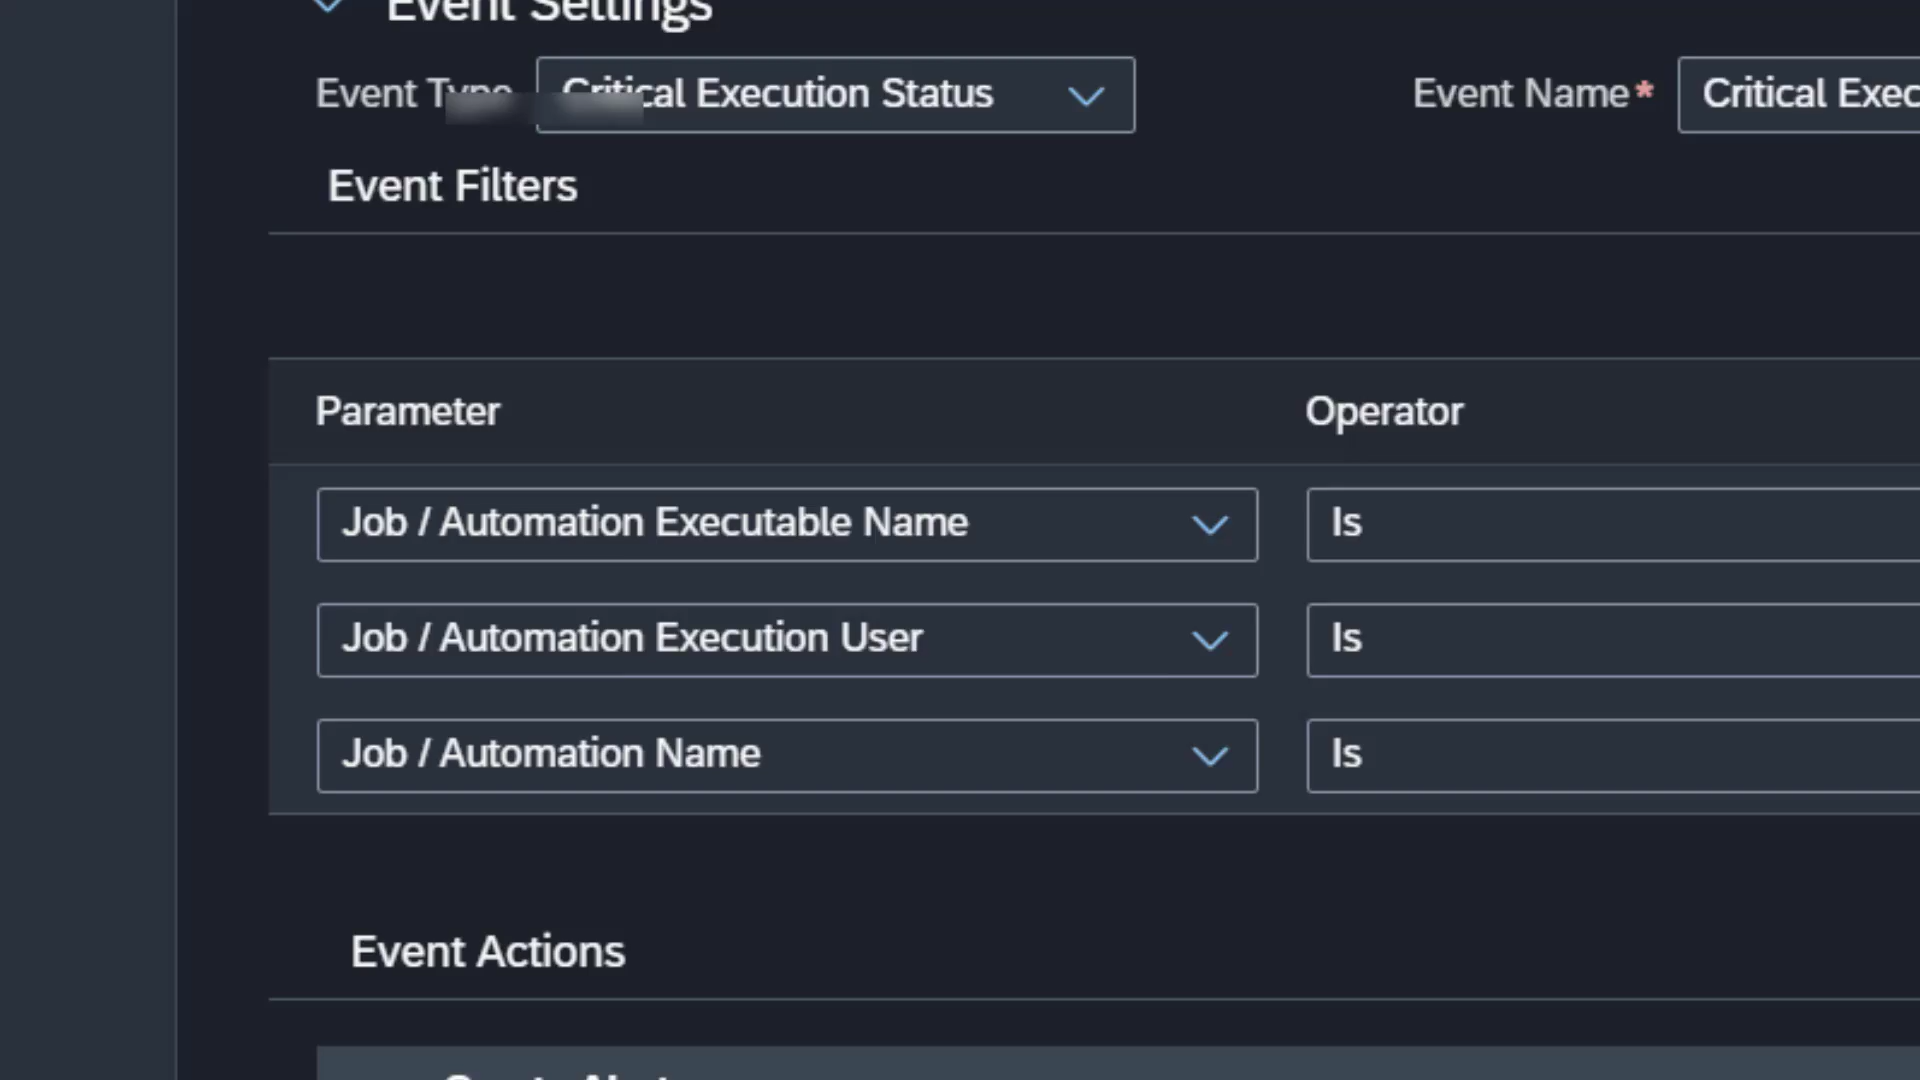 Event Settings
Event Type Critical Execution Status Event Name* Critical Exec
Event Filters
Parameter Operator
Job / Automation Executable Name Is
Job / Automation Execution User Is
Job / Automation Name Is
Event Actions